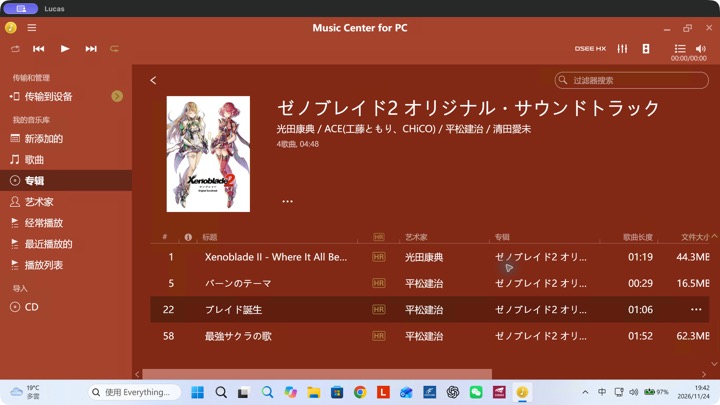 Lucas
Music Center for PC
DSEE HX
00:00/00:00
传输和管理
传输到设备
我的音乐库
新添加的
歌曲
专辑
艺术家
经常播放
最近播放的
播放列表
导入
CD
过滤器搜索
ゼノブレイド2 オリジナル・サウンドトラック
光田康典 / ACE(工藤ともり、CHiCO) / 平松建治 / 清田愛未
4歌曲, 04:48
Xenoblade 2
Original Soundtrack
# 标题 HR 艺术家 专辑 歌曲长度 文件大小
1 Xenoblade II - Where It All Be... HR 光田康典 ゼノブレイド2 オリ... 01:19 44.3MB
5 バーンのテーマ HR 平松建治 ゼノブレイド2 オリ... 00:29 16.5MB
22 ブレイド誕生 HR 平松建治 ゼノブレイド2 オリ... 01:06 ...
58 最強サクラの歌 HR 平松建治 ゼノブレイド2 オリ... 01:52 62.3MB
19°C
多雲
使用 Everything...
中
97%
19:42
2026/11/24